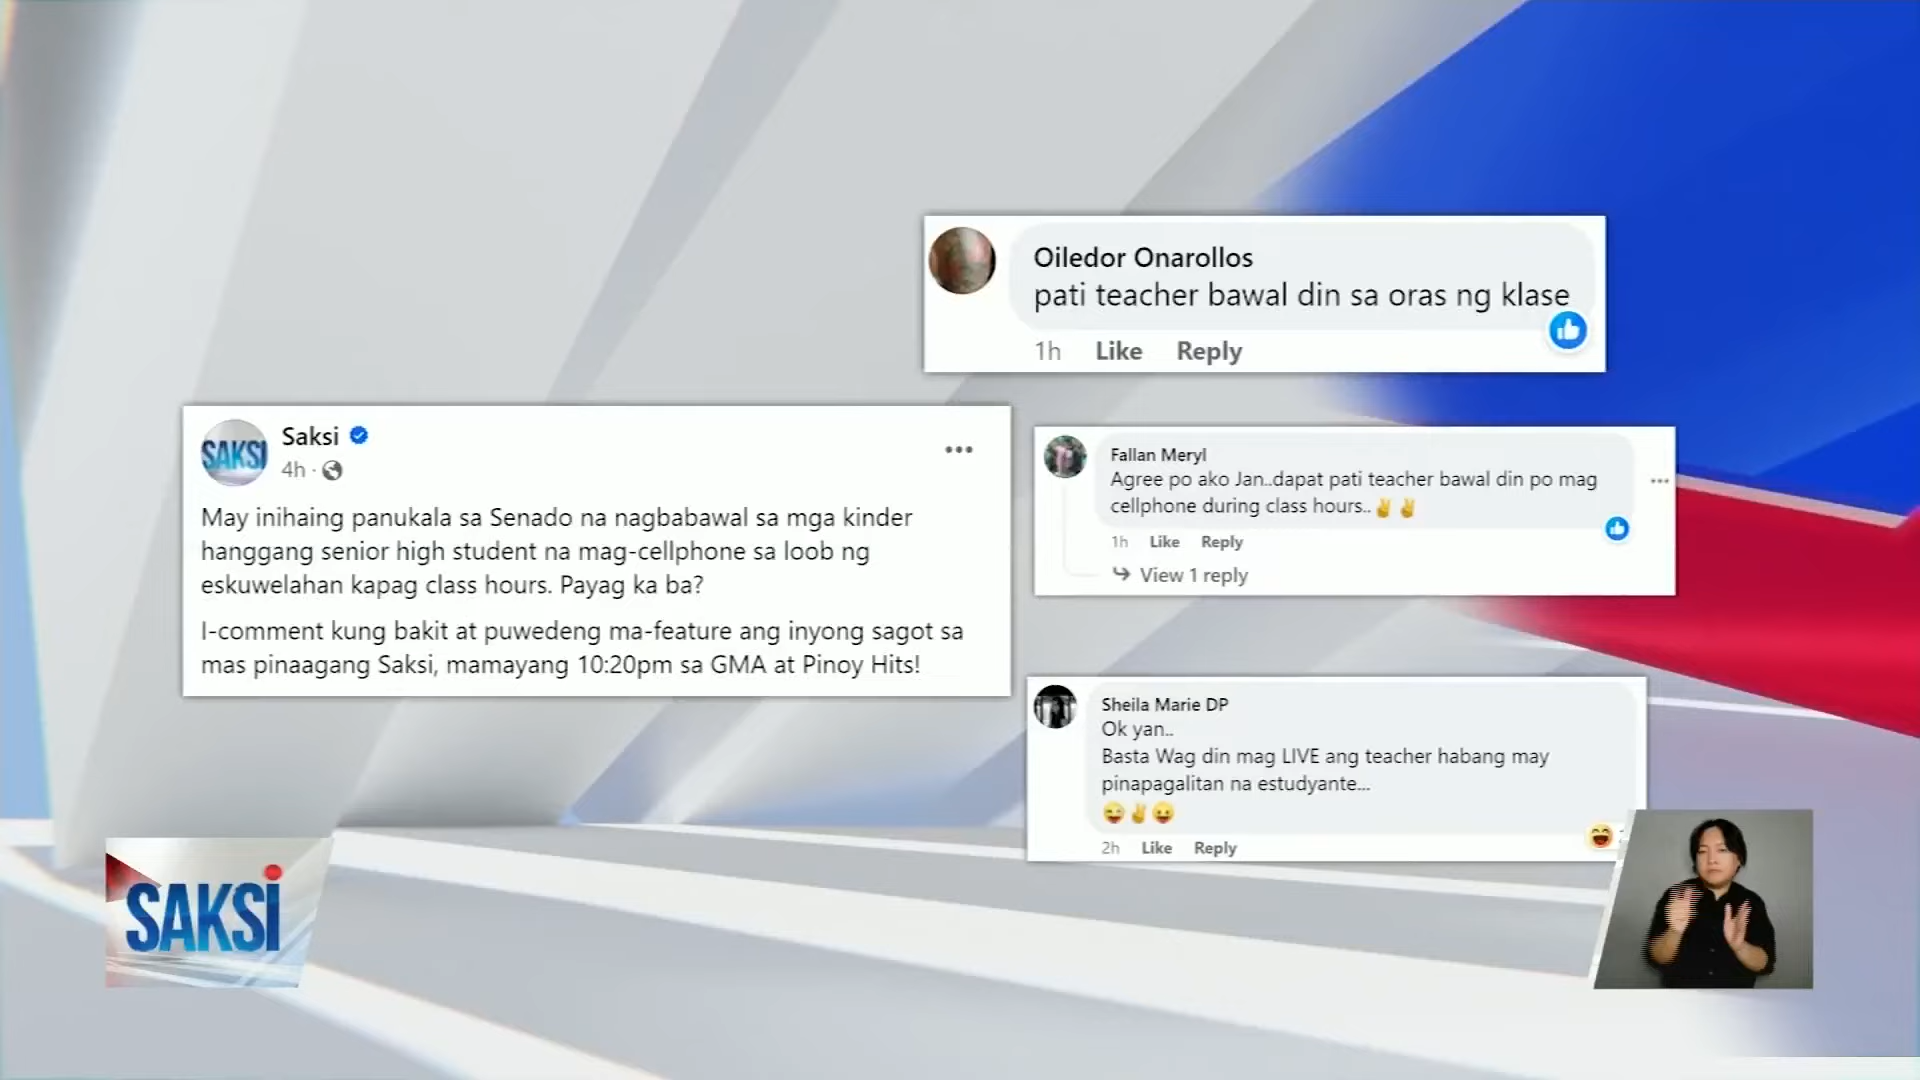 SAKSI
Saksi
4h
May inihaing panukala sa Senado na nagbabawal sa mga kinder
hanggang senior high student na mag-cellphone sa loob ng
eskuwelahan kapag class hours. Payag ka ba?
I-comment kung bakit at puwedeng ma-feature ang inyong sagot sa
mas pinaagang Saksi, mamayang 10:20pm sa GMA at Pinoy Hits!
Oiledor Onarollos
pati teacher bawal din sa oras ng klase
1h Like Reply
Fallan Meryl
Agree po ako Jan..dapat pati teacher bawal din po mag
cellphone during class hours..✌✌
1h Like Reply
View 1 reply
Sheila Marie DP
Ok yan..
Basta Wag din mag LIVE ang teacher habang may
pinapagalitan na estudyante...
😄✌😛
2h Like Reply
SAKSI